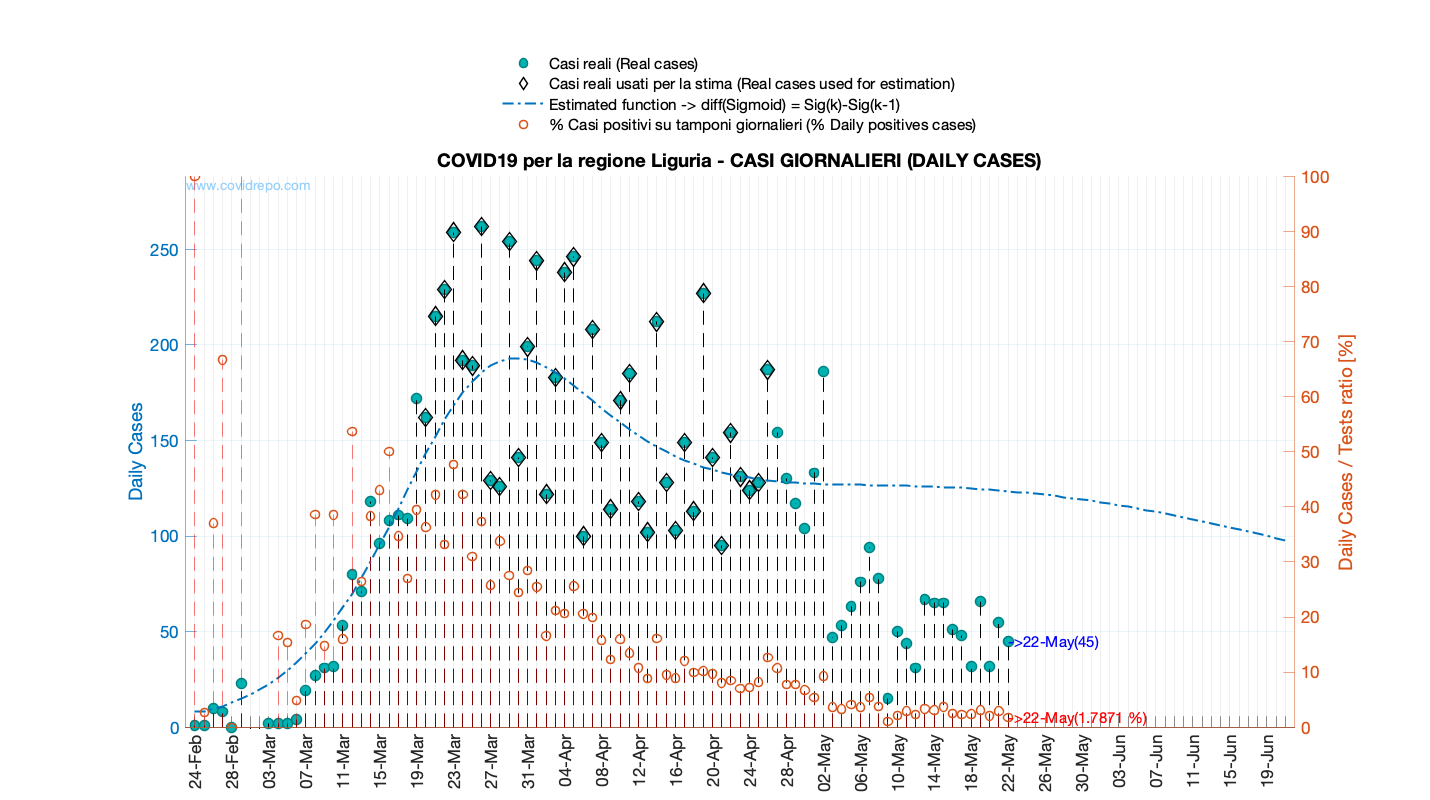 Casi reali (Real cases)
Casi reali usati per la stima (Real cases used for estimation)
Estimated function -> diff(Sigmoid) = Sig(k)-Sig(k-1)
% Casi positivi su tamponi giornalieri (% Daily positives cases)
COVID19 per la regione Liguria - CASI GIORNALIERI (DAILY CASES)
www.covidrepo.com
Daily Cases
0
50
100
150
200
250
Daily Cases / Tests ratio [%]
0
10
20
30
40
50
60
70
80
90
100
->22-May(45)
->22-May(1.7871 %)
24-Feb
28-Feb
03-Mar
07-Mar
11-Mar
15-Mar
19-Mar
23-Mar
27-Mar
31-Mar
04-Apr
08-Apr
12-Apr
16-Apr
20-Apr
24-Apr
28-Apr
02-May
06-May
10-May
14-May
18-May
22-May
26-May
30-May
03-Jun
07-Jun
11-Jun
15-Jun
19-Jun